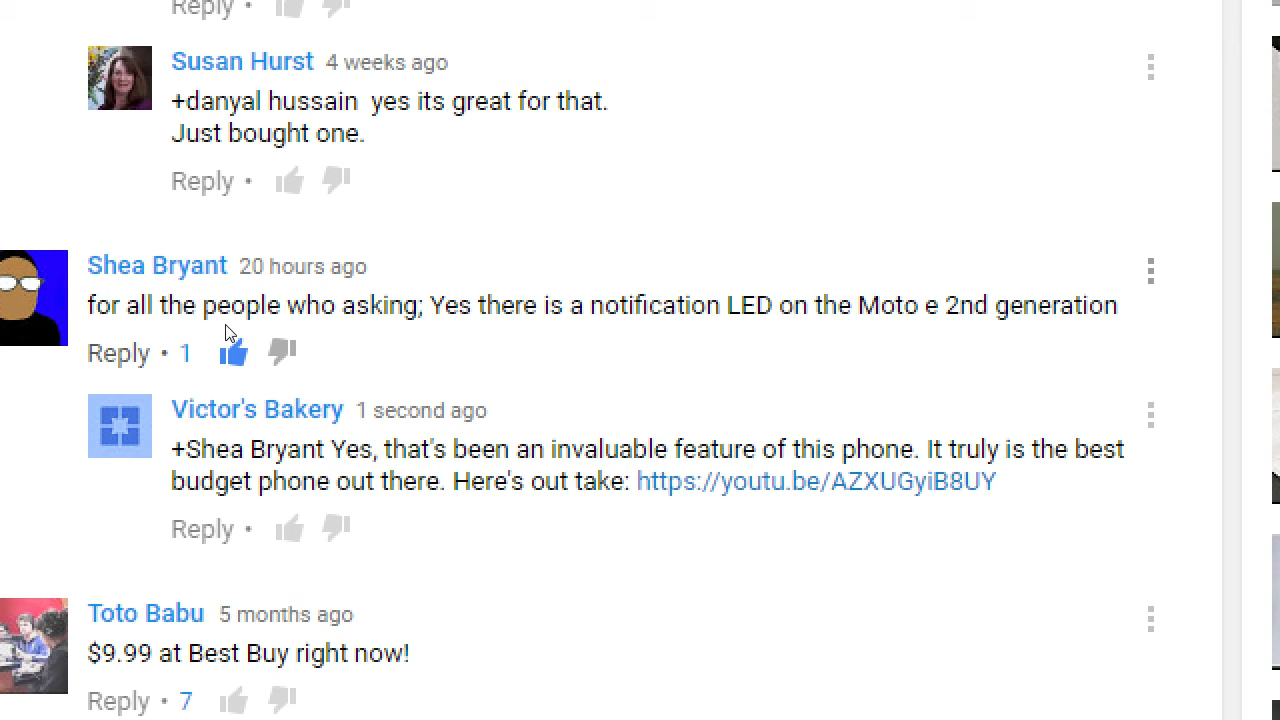 Reply •
Susan Hurst 4 weeks ago
+danyal hussain  yes its great for that.
Just bought one.
Reply •
Shea Bryant 20 hours ago
for all the people who asking; Yes there is a notification LED on the Moto e 2nd generation
Reply • 1
Victor's Bakery 1 second ago
+Shea Bryant Yes, that's been an invaluable feature of this phone. It truly is the best
budget phone out there. Here's out take: https://youtu.be/AZXUGyiB8UY
Reply •
Toto Babu 5 months ago
$9.99 at Best Buy right now!
Reply • 7